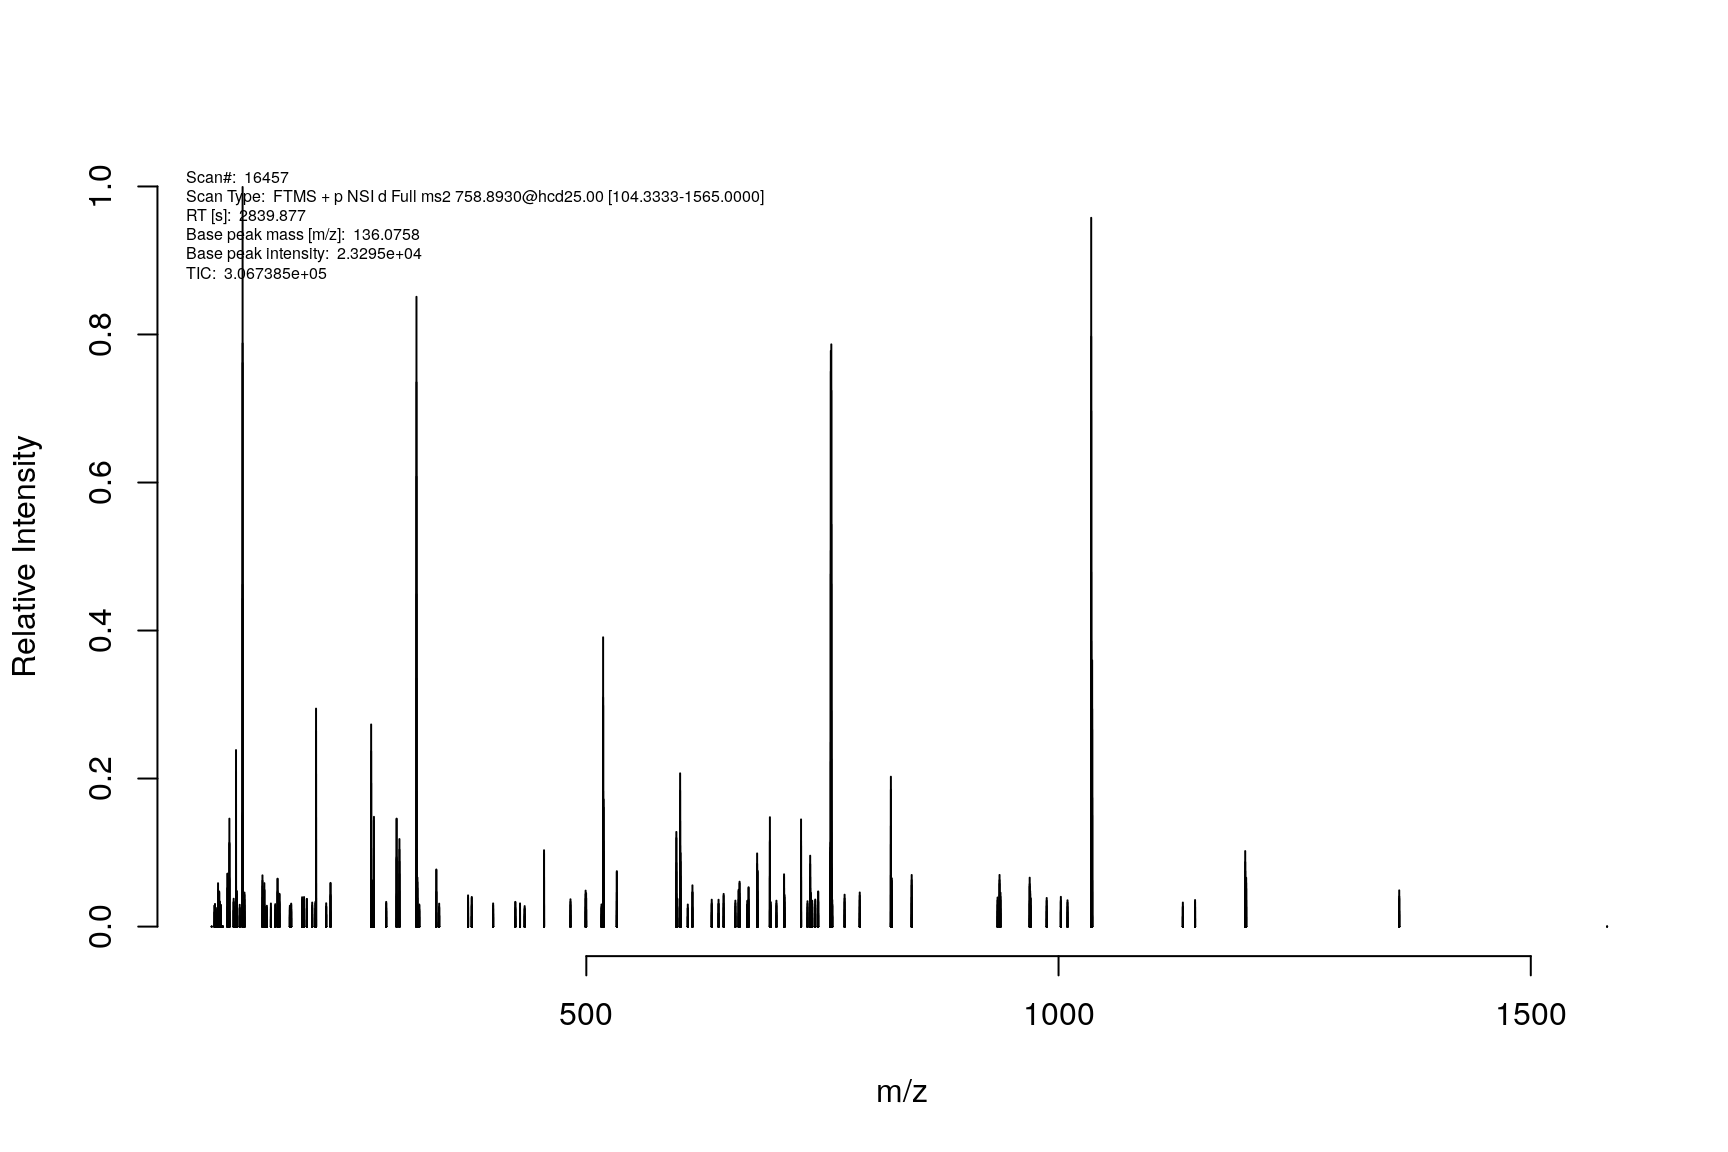 Scan#: 16457
Scan Type: FTMS + p NSI d Full ms2 758.8930@hcd25.00 [104.3333-1565.0000]
RT [s]: 2839.877
Base peak mass [m/z]: 136.0758
Base peak intensity: 2.3295e+04
TIC: 3.067385e+05
1.0
0.8
0.6
0.4
0.2
0.0
Relative Intensity
500 1000 1500
m/z